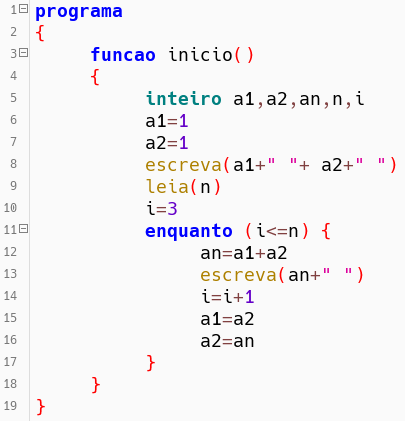 1 programa
2 {
3 funcao inicio()
4 {
5 inteiro a1,a2,an,n,i
6 a1=1
7 a2=1
8 escreva(a1+" "+ a2+" ")
9 leia(n)
10 i=3
11 enquanto (i<=n) {
12 an=a1+a2
13 escreva(an+" ")
14 i=i+1
15 a1=a2
16 a2=an
17 }
18 }
19 }